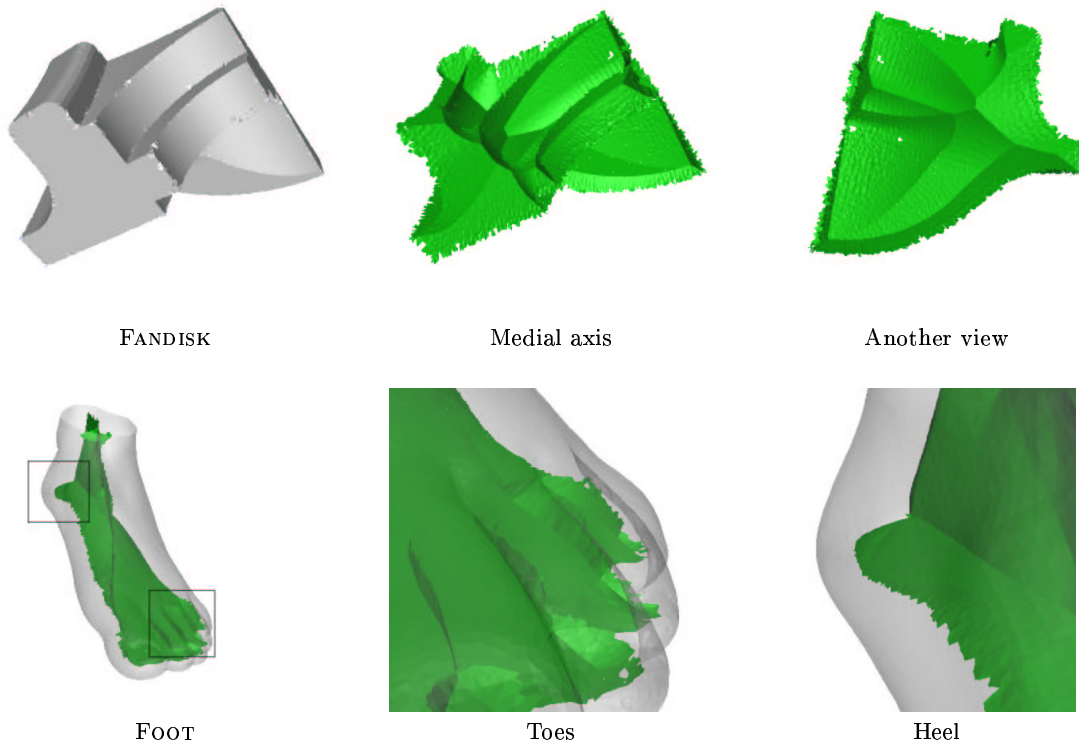 FANDISK
Medial axis
Another view
FOOT
Toes
Heel